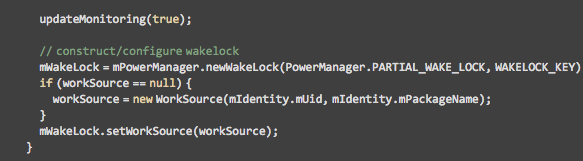 updateMonitoring(true);
// construct/configure wakelock
mWakeLock = mPowerManager.newWakeLock(PowerManager.PARTIAL_WAKE_LOCK, WAKELOCK_KEY)
if (workSource == null) {
workSource = new WorkSource(mIdentity.mUid, mIdentity.mPackageName);
}
mWakeLock.setWorkSource(workSource);
}